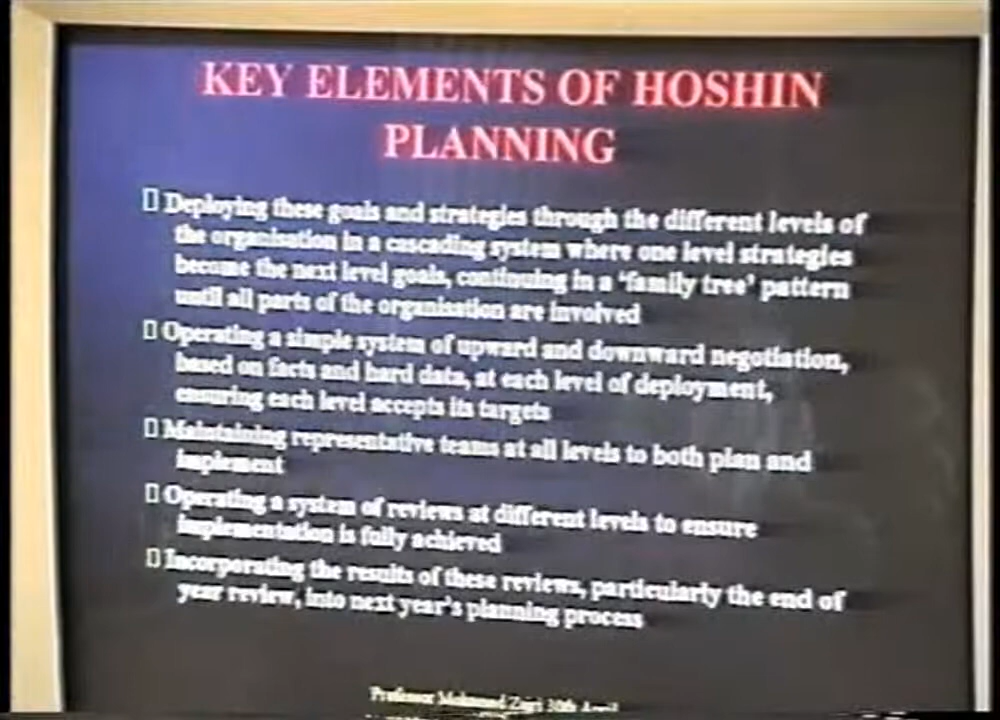 KEY ELEMENTS OF HOSHIN
PLANNING
Deploying these goals and strategies through the different levels of
the organisation in a cascading system where one level strategies
become the next level goals, continuing in a 'family tree' pattern
until all parts of the organisation are involved
Operating a simple system of upward and downward negotiation,
based on facts and hard data, at each level of deployment,
ensuring each level accepts its targets
Maintaining representative teams at all levels to both plan and
implement
Operating a system of reviews at different levels to ensure
implementation is fully achieved
Incorporating the results of these reviews, particularly the end of
year review, into next year's planning process
Professor Mohamed Zairi 30th April